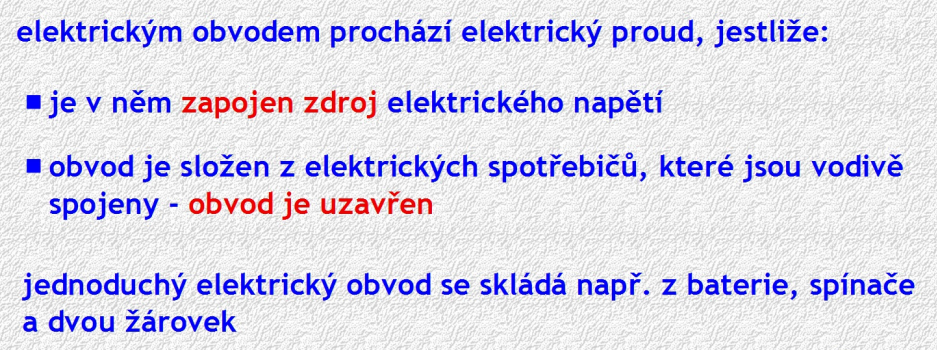 elektrickým obvodem prochází elektrický proud, jestliže:
■ je v něm zapojen zdroj elektrického napětí
■ obvod je složen z elektrických spotřebičů, které jsou vodivě
spojeny - obvod je uzavřen
jednoduchý elektrický obvod se skládá např. z baterie, spínače
a dvou žárovek